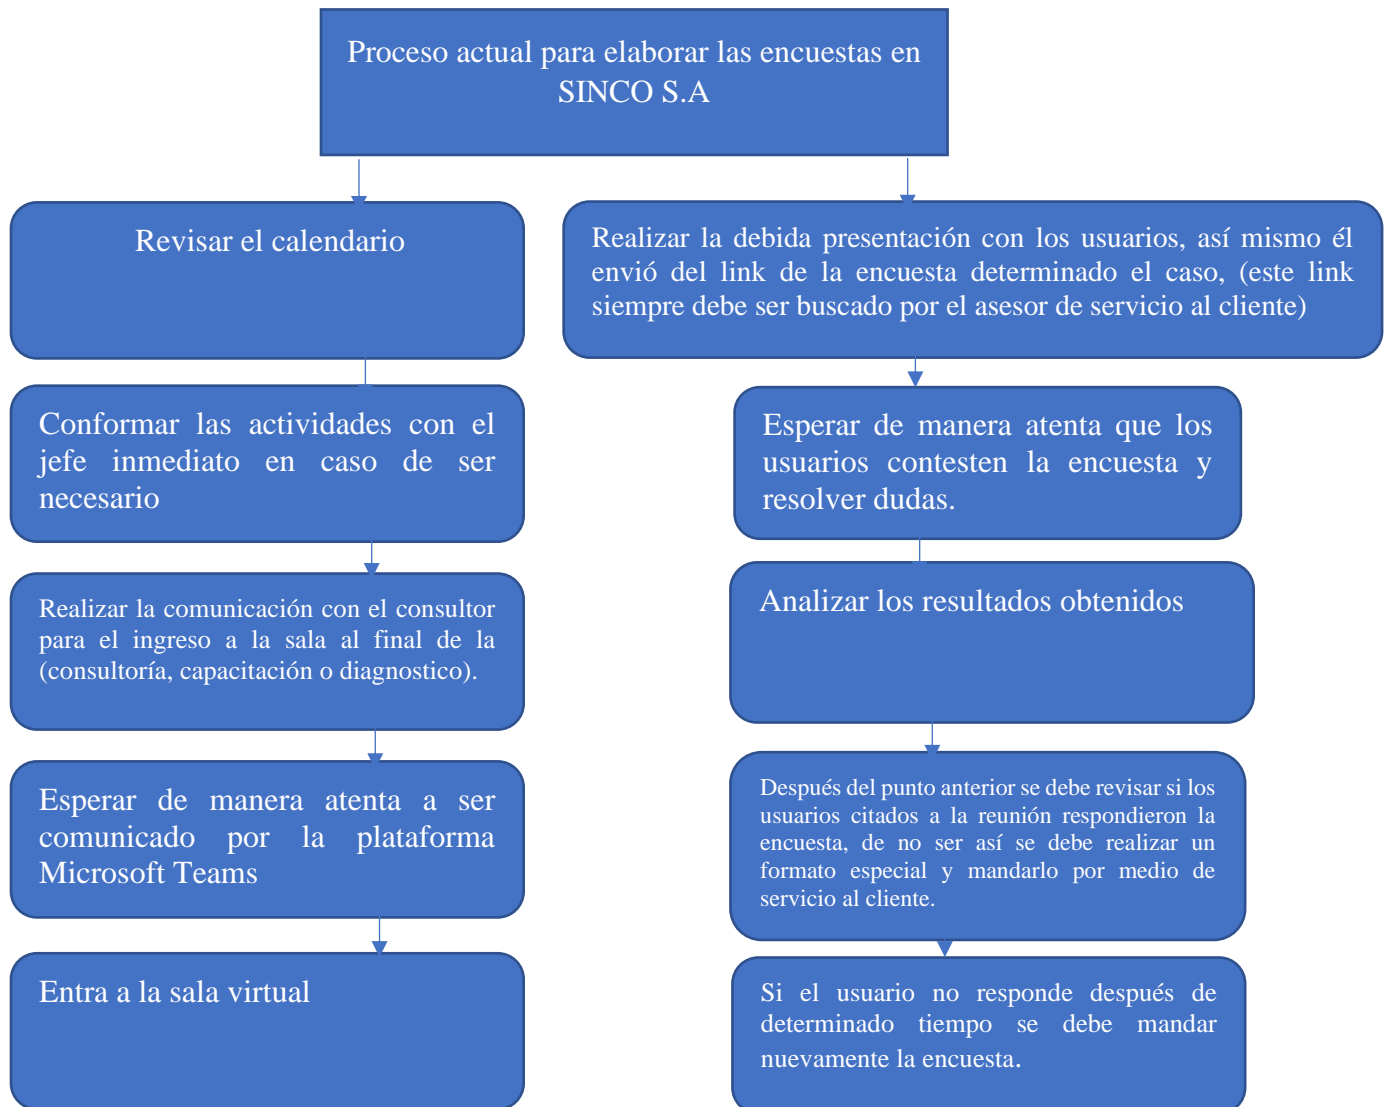 Proceso actual para elaborar las encuestas en
SINCO S.A
Revisar el calendario
Conformar las actividades con el
jefe inmediato en caso de ser
necesario
Realizar la comunicación con el consultor
para el ingreso a la sala al final de la
(consultoría, capacitación o diagnostico).
Esperar de manera atenta a ser
comunicado por la plataforma
Microsoft Teams
Entra a la sala virtual
Realizar la debida presentación con los usuarios, así mismo él
envió del link de la encuesta determinado el caso, (este link
siempre debe ser buscado por el asesor de servicio al cliente)
Esperar de manera atenta que los
usuarios contesten la encuesta y
resolver dudas.
Analizar los resultados obtenidos
Después del punto anterior se debe revisar si los
usuarios citados a la reunión respondieron la
encuesta, de no ser así se debe realizar un
formato especial y mandarlo por medio de
servicio al cliente.
Si el usuario no responde después de
determinado tiempo se debe mandar
nuevamente la encuesta.